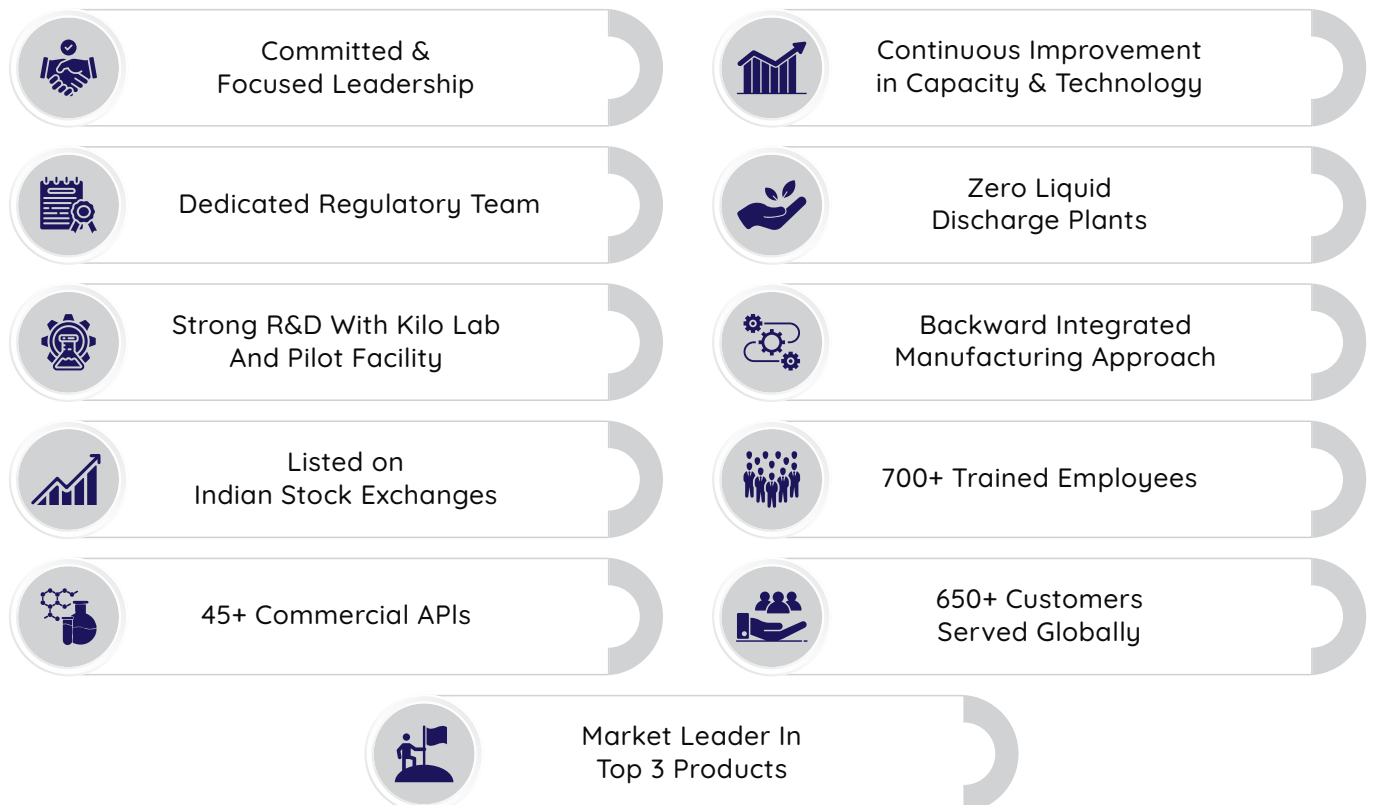 Committed &
Focused Leadership
Continuous Improvement
in Capacity & Technology
Dedicated Regulatory Team
Zero Liquid
Discharge Plants
Strong R&D With Kilo Lab
And Pilot Facility
Backward Integrated
Manufacturing Approach
Listed on
Indian Stock Exchanges
700+ Trained Employees
45+ Commercial APIs
650+ Customers
Served Globally
Market Leader In
Top 3 Products